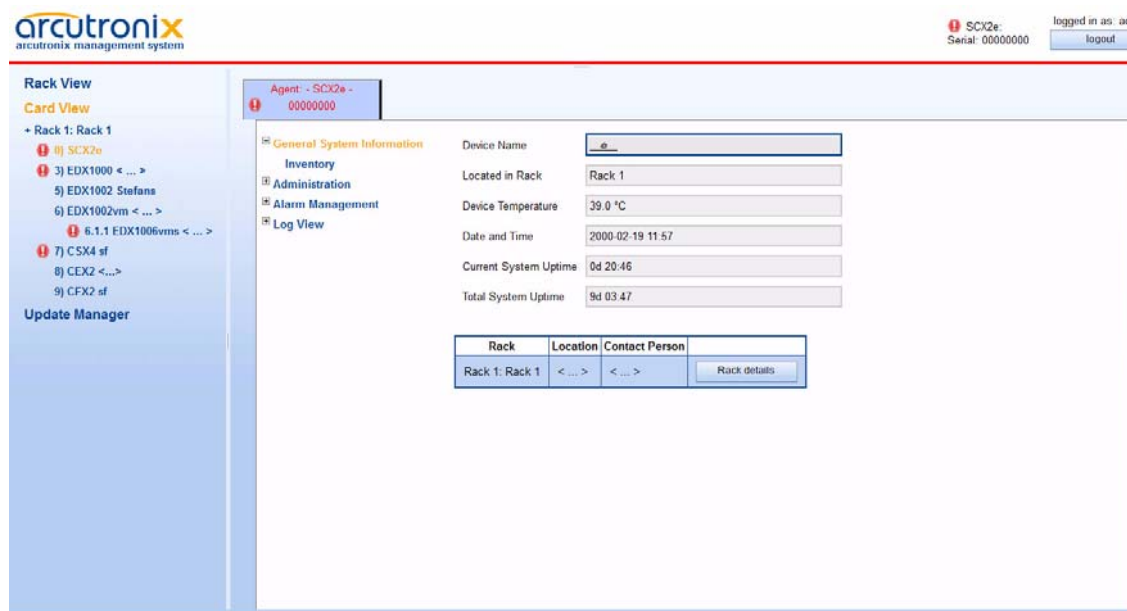 arcutronix
arcutronix management system
SCX2e:
Serial: 00000000
logged in as:
logout
Rack View
Card View
+ Rack 1: Rack 1
0) SCX2e
3) EDX1000 < ... >
5) EDX1002 Stefans
6) EDX1002vm < ... >
6.1.1 EDX1006vms < ... >
7) CSX4 sf
8) CEX2 <...>
9) CFX2 sf
Update Manager
Agent: - SCX2e -
00000000
General System Information
Inventory
Administration
Alarm Management
Log View
Device Name __e__
Located in Rack Rack 1
Device Temperature 39.0 °C
Date and Time 2000-02-19 11:57
Current System Uptime 0d 20:46
Total System Uptime 9d 03:47
Rack Location Contact Person
Rack 1: Rack 1 < ... > < ... > Rack details